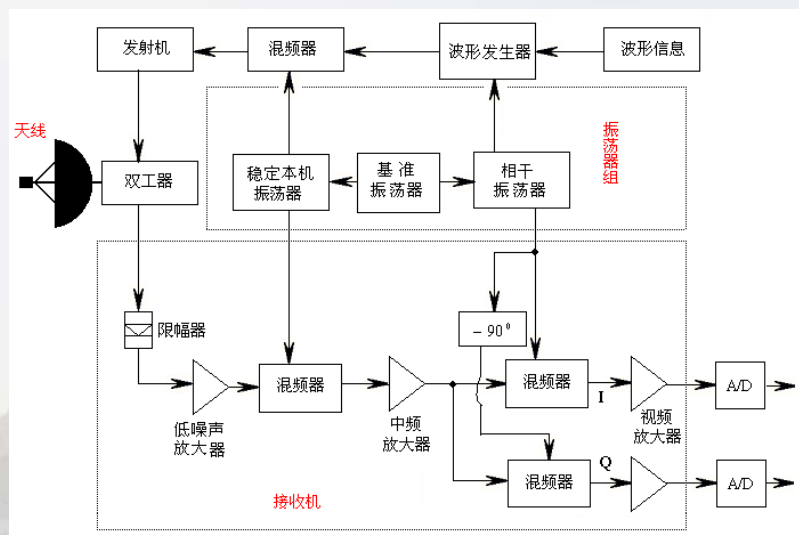 发射机
混频器
波形发生器
波形信息
天线
双工器
稳定本机
振荡器
基准
振荡器
相干
振荡器
振荡器组
限幅器
－90⁰
混频器
混频器
I
A/D
低噪声
放大器
中频
放大器
视频
放大器
混频器
Q
A/D
接收机